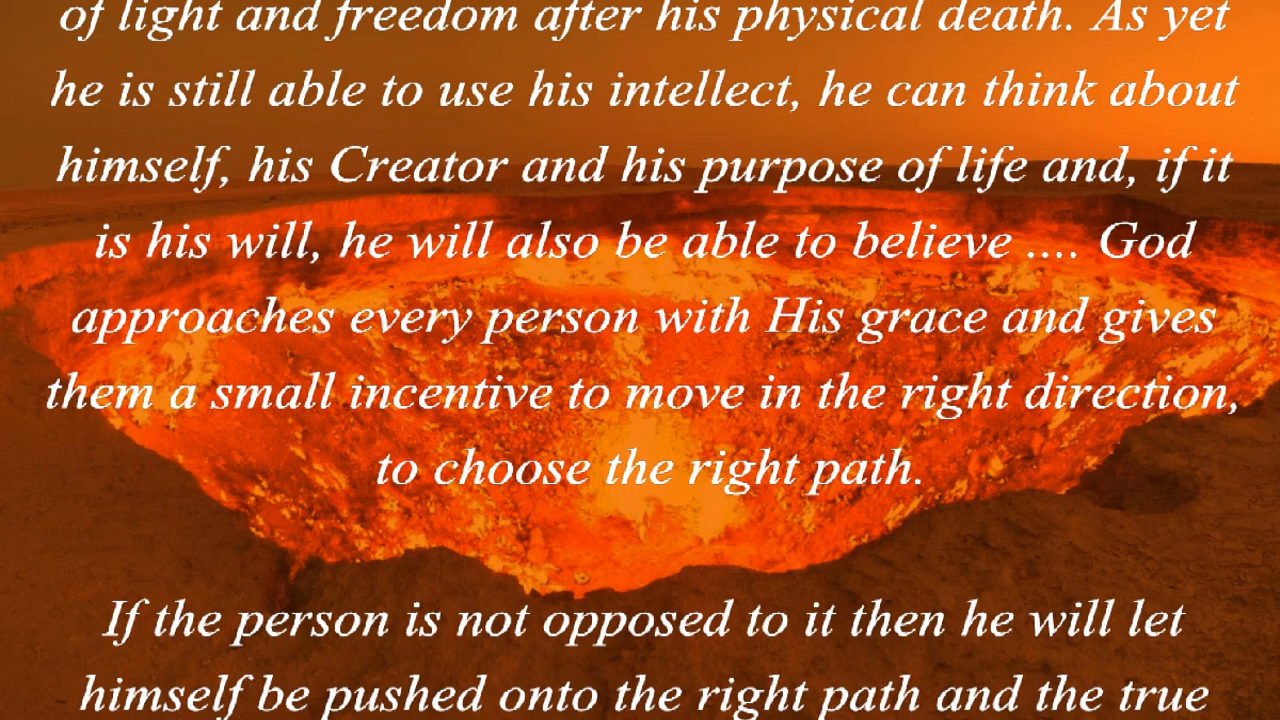 of light and freedom after his physical death. As yet
he is still able to use his intellect, he can think about
himself, his Creator and his purpose of life and, if it
is his will, he will also be able to believe .... God
approaches every person with His grace and gives
them a small incentive to move in the right direction,
to choose the right path.
If the person is not opposed to it then he will let
himself be pushed onto the right path and the true